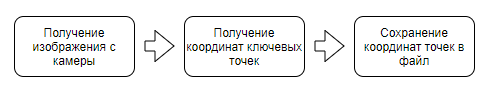 Получение
изображения с
камеры
Получение
координат ключевых
точек
Сохранение
координат точек в
файл